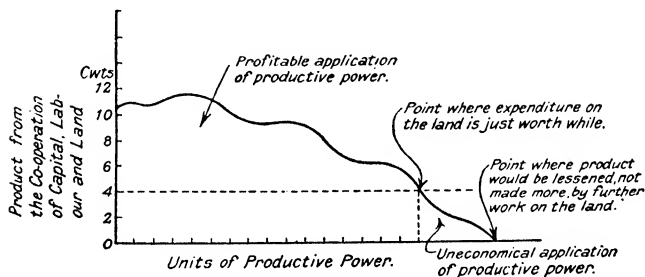 Profitable application
of productive power.
Cwts
12
10
8
6
4
2
0
Product from
the Co-operation
of Capital, Lab-
our and Land
Point where expenditure on
the land is just worth while.
Point where product
would be lessened, not
made more, by further
work on the land.
Units of Productive Power.
Uneconomical application
of productive power.